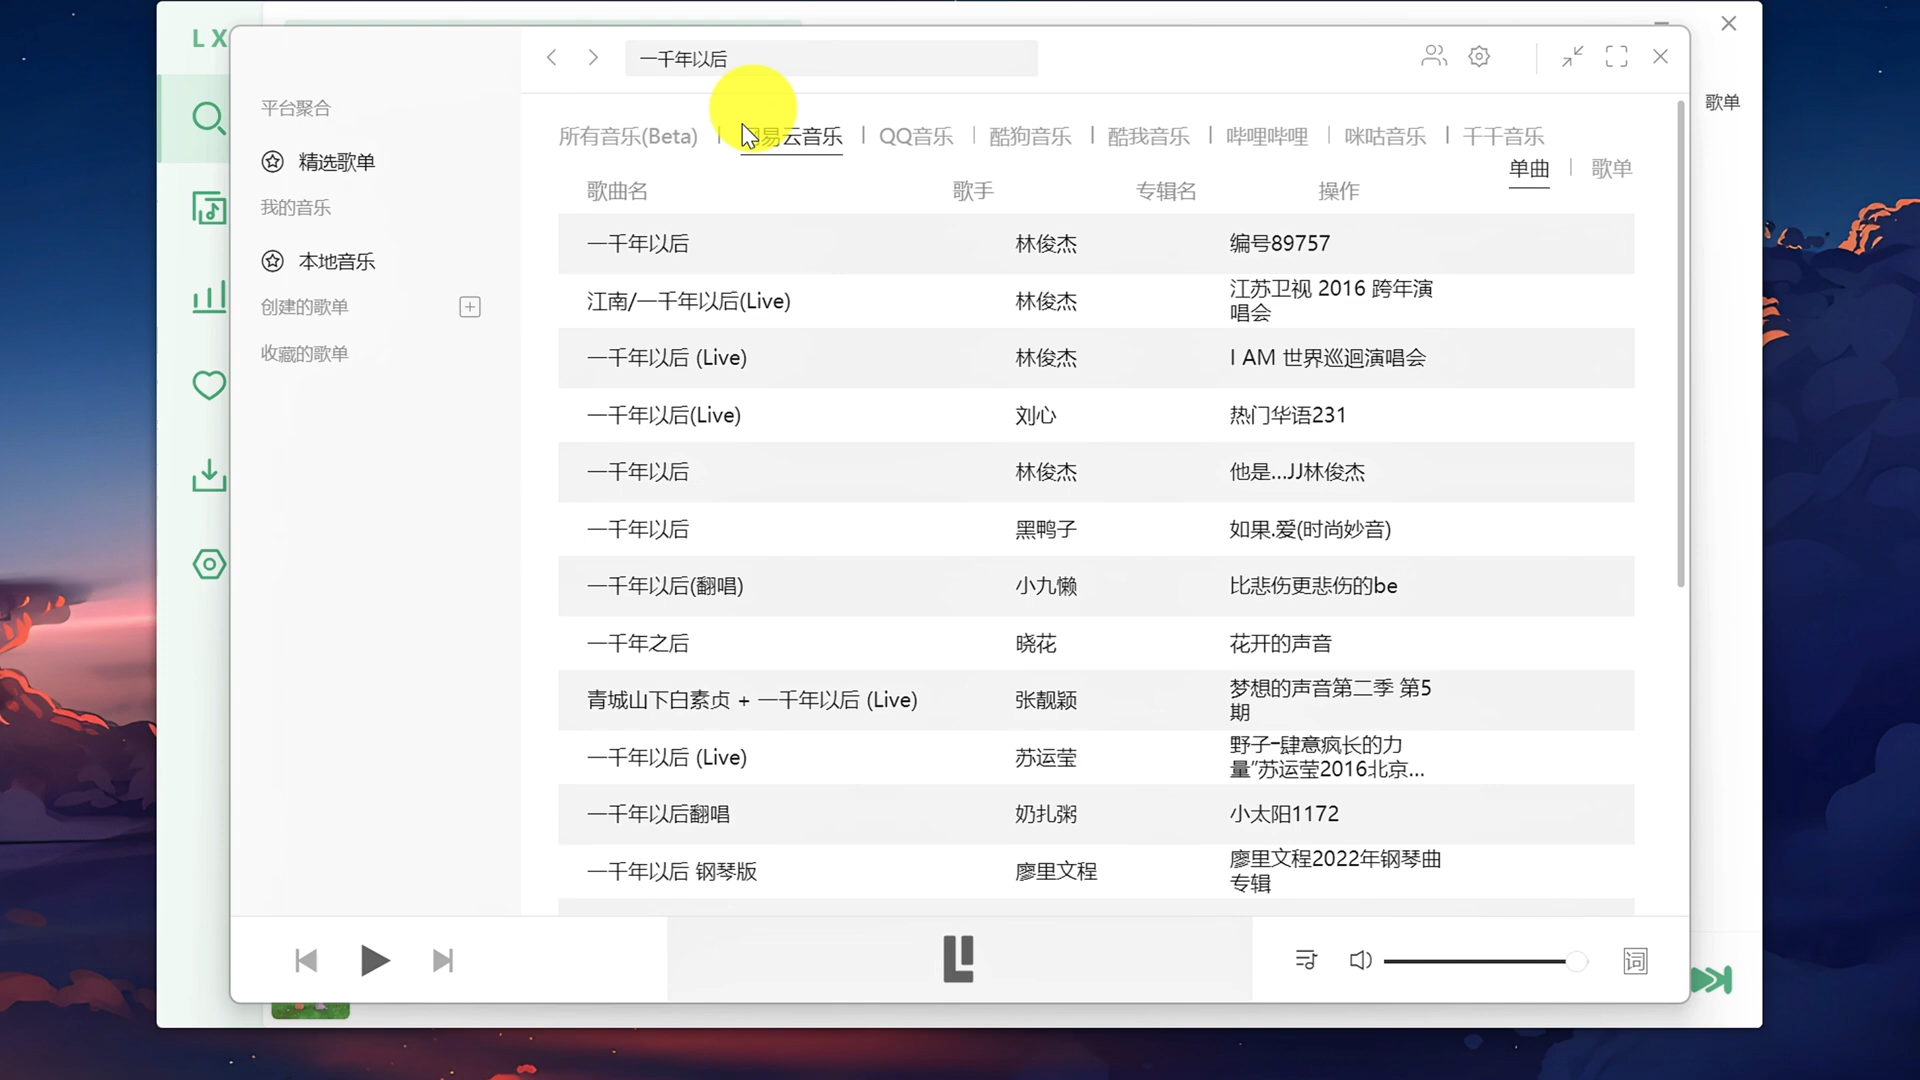 LX
一千年以后
歌单
平台聚合
精选歌单
我的音乐
本地音乐
创建的歌单
收藏的歌单
所有音乐(Beta)
易云音乐
QQ音乐
酷狗音乐
酷我音乐
哔哩哔哩
咪咕音乐
千千音乐
单曲
歌单
歌曲名 歌手 专辑名 操作
一千年以后 林俊杰 编号89757
江南/一千年以后(Live) 林俊杰 江苏卫视 2016 跨年演
唱会
一千年以后 (Live) 林俊杰 I AM 世界巡迴演唱会
一千年以后(Live) 刘心 热门华语231
一千年以后 林俊杰 他是...JJ林俊杰
一千年以后 黑鸭子 如果.爱(时尚妙音)
一千年以后(翻唱) 小九懒 比悲伤更悲伤的be
一千年之后 晓花 花开的声音
青城山下白素贞 + 一千年以后 (Live) 张靓颖 梦想的声音第二季 第5
期
一千年以后 (Live) 苏运莹 野子-肆意疯长的力
量”苏运莹2016北京...
一千年以后翻唱 奶扎粥 小太阳1172
一千年以后 钢琴版 廖里文程 廖里文程2022年钢琴曲
专辑
词